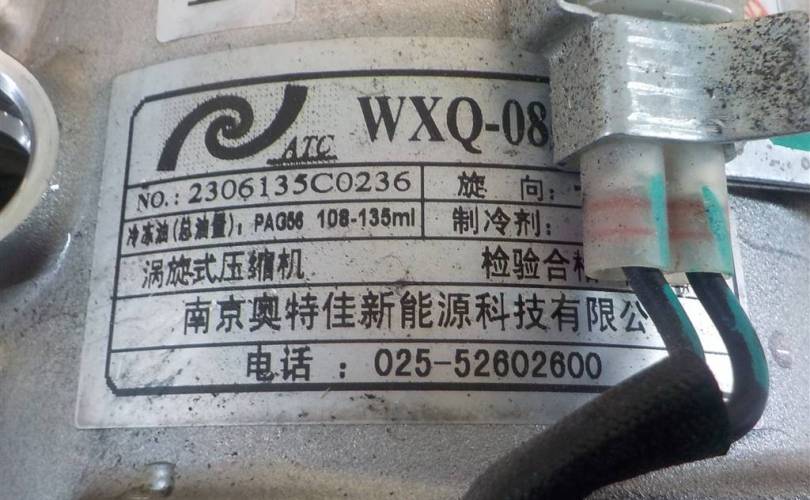 ATC WXQ-08
NO.: 2306135C0236 旋 向:
冷冻油(总油量): PAG56 108-135ml 制冷剂:
涡旋式压缩机 检验合格
南京奥特佳新能源科技有限公
电话 : 025-52602600